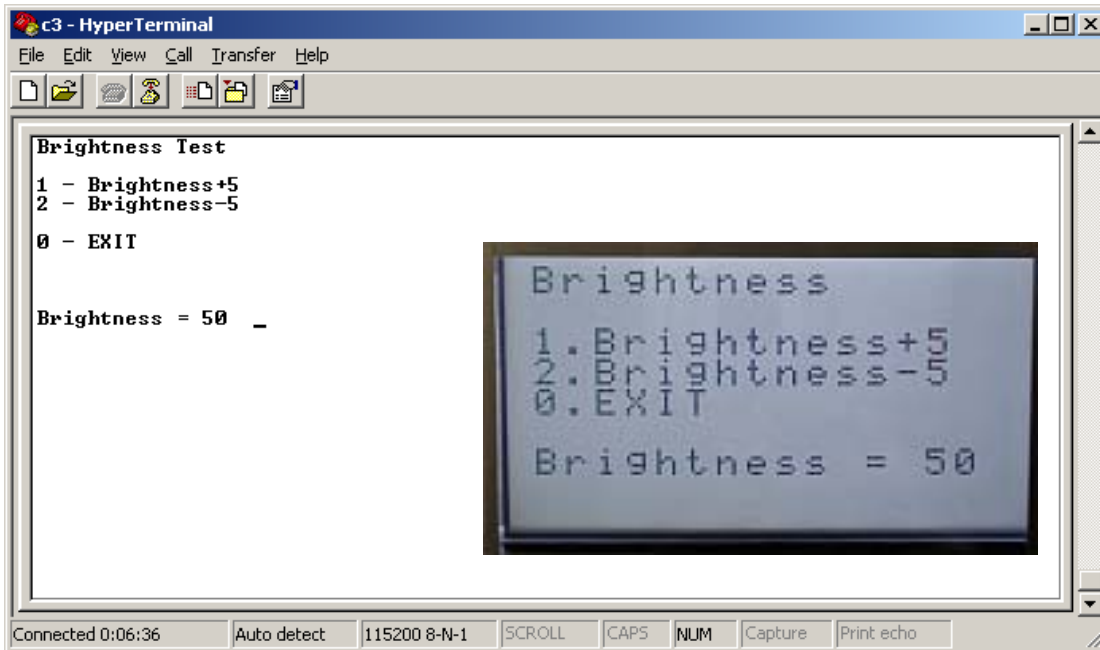 c3 - HyperTerminal
File Edit View Call Transfer Help
Brightness Test
1 - Brightness+5
2 - Brightness-5
0 - EXIT
Brightness = 50 _
Brightness
1.Brightness+5
2.Brightness-5
0.EXIT
Brightness = 50
Connected 0:06:36 Auto detect 115200 8-N-1 SCROLL CAPS NUM Capture Print echo